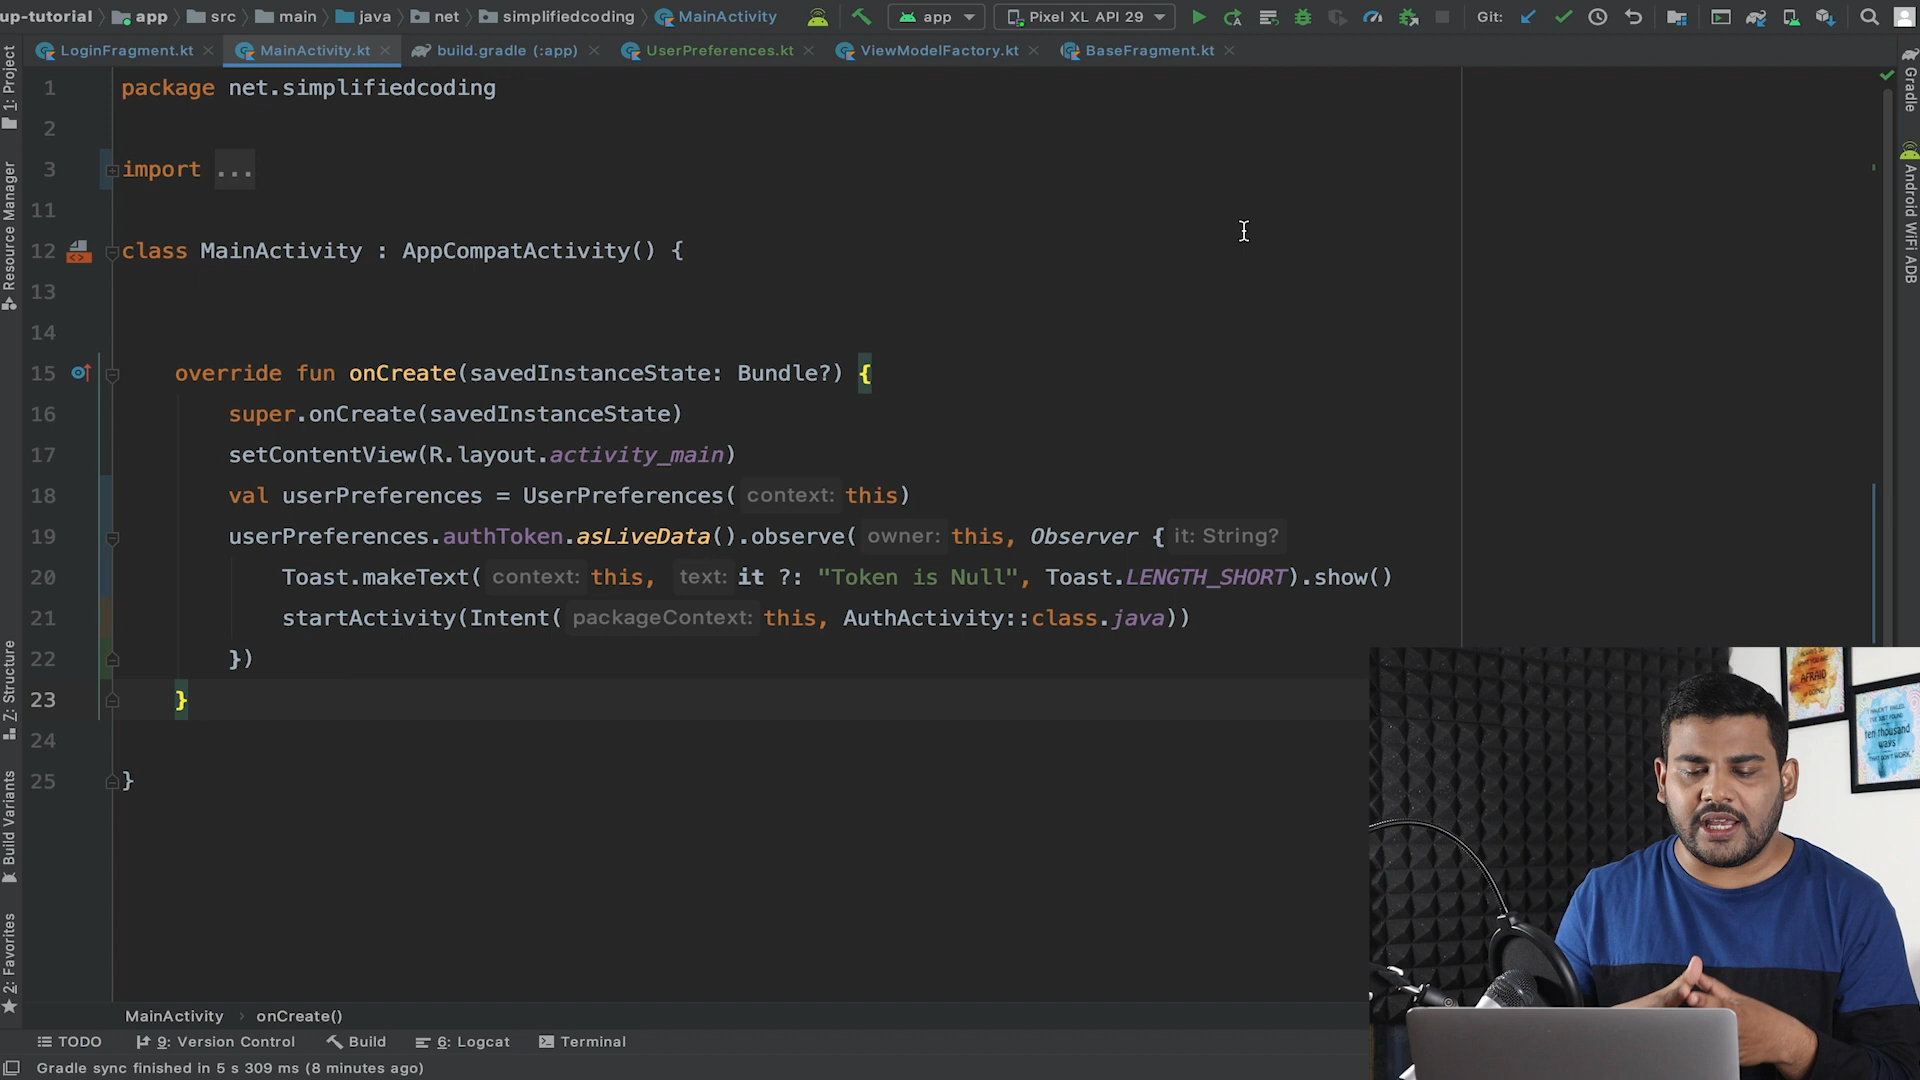 up-tutorial app src main java net simplifiedcoding MainActivity app Pixel XL API 29 Git:
LoginFragment.kt MainActivity.kt build.gradle (:app) UserPreferences.kt ViewModelFactory.kt BaseFragment.kt
1: Project
Resource Manager
Z: Structure
Build Variants
2: Favorites
Gradle
Android WiFi ADB
1 package net.simplifiedcoding
2
3 import ...
11
12 class MainActivity : AppCompatActivity() {
13
14
15 override fun onCreate(savedInstanceState: Bundle?) {
16 super.onCreate(savedInstanceState)
17 setContentView(R.layout.activity_main)
18 val userPreferences = UserPreferences( context: this)
19 userPreferences.authToken.asLiveData().observe( owner: this, Observer { it: String?
20 Toast.makeText( context: this, text: it ?: "Token is Null", Toast.LENGTH_SHORT).show()
21 startActivity(Intent( packageContext: this, AuthActivity::class.java))
22 })
23 }
24
25 }
AFRAID
ten thousand
ways
MainActivity › onCreate()
TODO 9: Version Control Build 6: Logcat Terminal
Gradle sync finished in 5 s 309 ms (8 minutes ago)